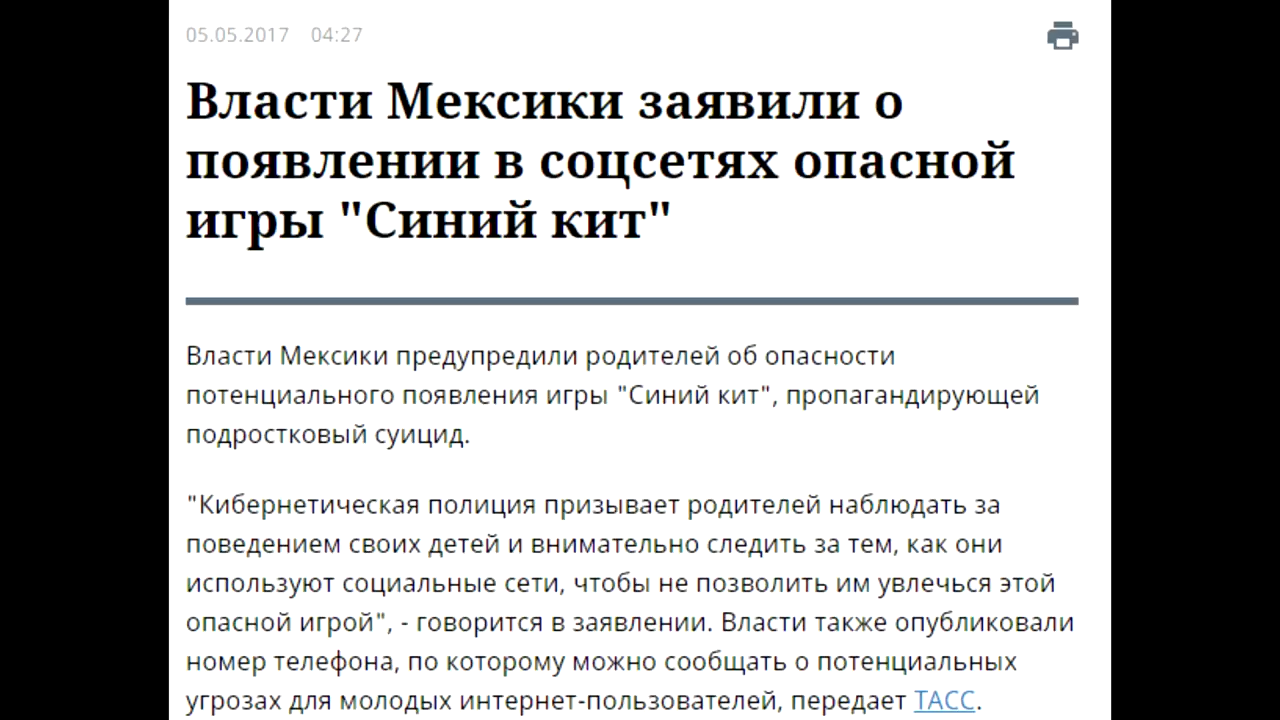 05.05.2017 04:27
Власти Мексики заявили о
появлении в соцсетях опасной
игры "Синий кит"
Власти Мексики предупредили родителей об опасности
потенциального появления игры "Синий кит", пропагандирующей
подростковый суицид.
"Кибернетическая полиция призывает родителей наблюдать за
поведением своих детей и внимательно следить за тем, как они
используют социальные сети, чтобы не позволить им увлечься этой
опасной игрой", - говорится в заявлении. Власти также опубликовали
номер телефона, по которому можно сообщать о потенциальных
угрозах для молодых интернет-пользователей, передает ТАСС.